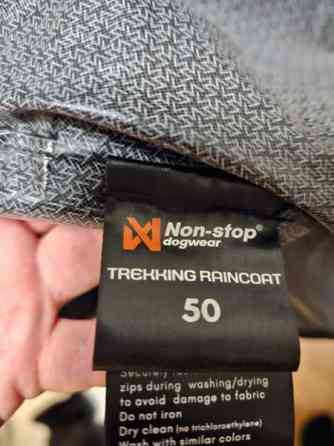 Non-stop®
dogwear
TREKKING RAINCOAT
50
Securely
zips during washing/drying
to avoid damage to fabric
Do not iron
Dry clean (no trichloroethylene)
Wash with similar colors